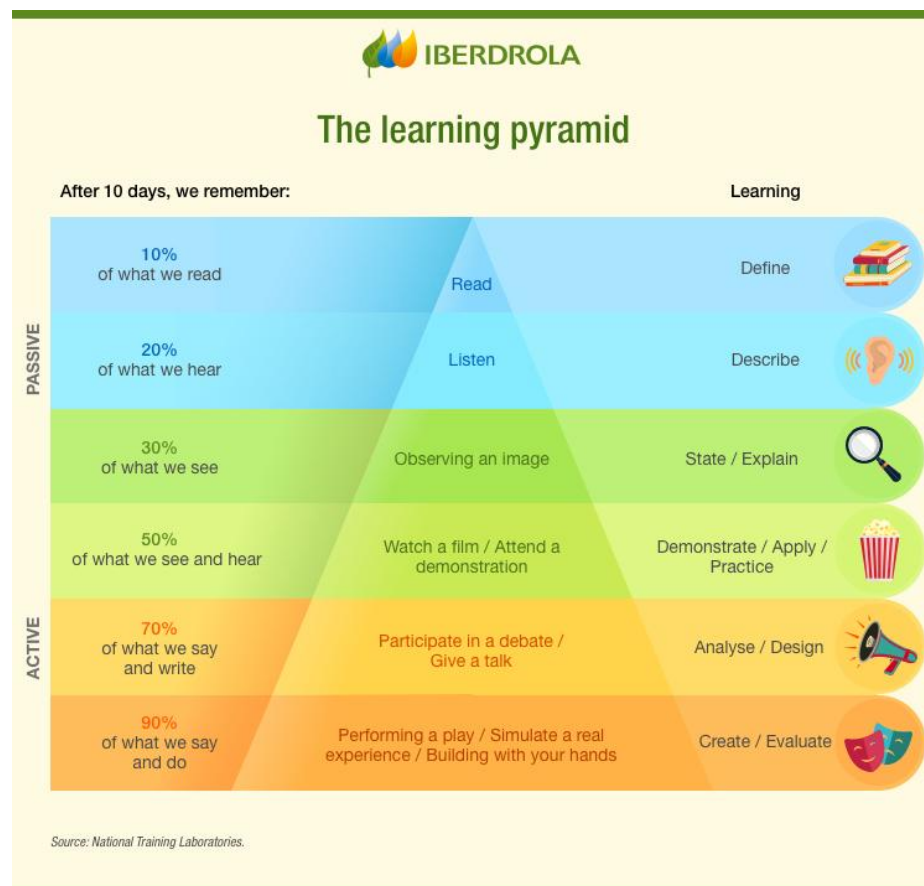 IBERDROLA
The learning pyramid
After 10 days, we remember:
Learning
PASSIVE
10%
of what we read
Read
Define
20%
of what we hear
Listen
Describe
30%
of what we see
Observing an image
State / Explain
50%
of what we see and hear
Watch a film / Attend a
demonstration
Demonstrate / Apply /
Practice
ACTIVE
70%
of what we say
and write
Participate in a debate /
Give a talk
Analyse / Design
90%
of what we say
and do
Performing a play / Simulate a real
experience / Building with your hands
Create / Evaluate
Source: National Training Laboratories.